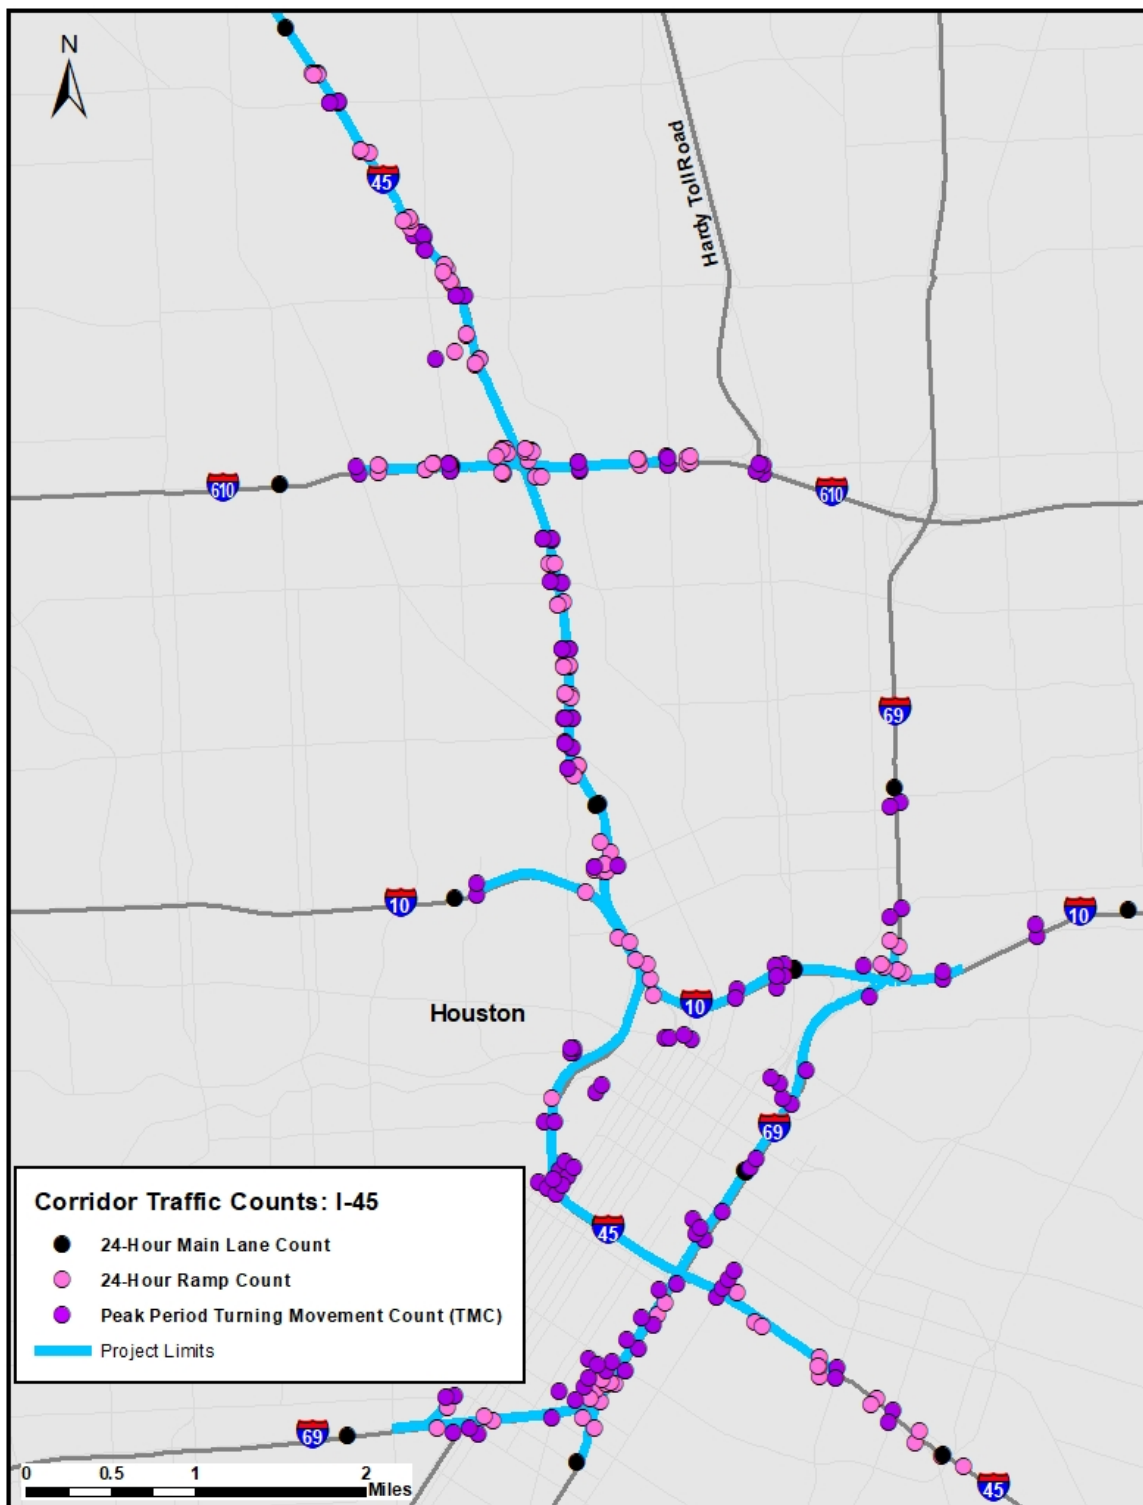 N
45
Hardy Toll Road
610
610
69
10
10
Houston
10
69
45
Corridor Traffic Counts: I-45
24-Hour Main Lane Count
24-Hour Ramp Count
Peak Period Turning Movement Count (TMC)
Project Limits
69
0 0.5 1 2
Miles
45